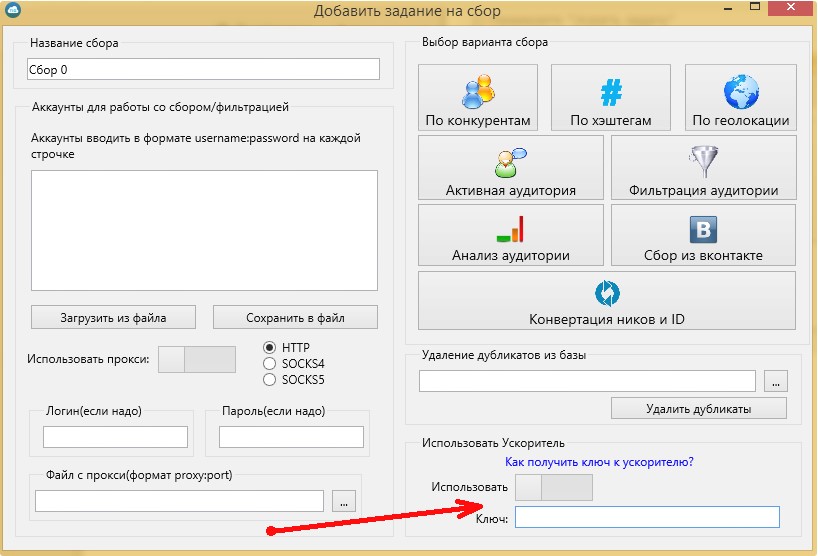 Добавить задание на сбор
Название сбора
Сбор 0
Аккаунты для работы со сбором/фильтрацией
Аккаунты вводить в формате username:password на каждой
строчке
Загрузить из файла
Сохранить в файл
Использовать прокси:
HTTP
SOCKS4
SOCKS5
Логин(если надо)
Пароль(если надо)
Файл с прокси(формат proxy:port)
...
Выбор варианта сбора
По конкурентам
#
По хэштегам
По геолокации
Активная аудитория
Фильтрация аудитории
Анализ аудитории
B
Сбор из вконтакте
Конвертация ников и ID
Удаление дубликатов из базы
...
Удалить дубликаты
Использовать Ускоритель
Как получить ключ к ускорителю?
Использовать
Ключ: